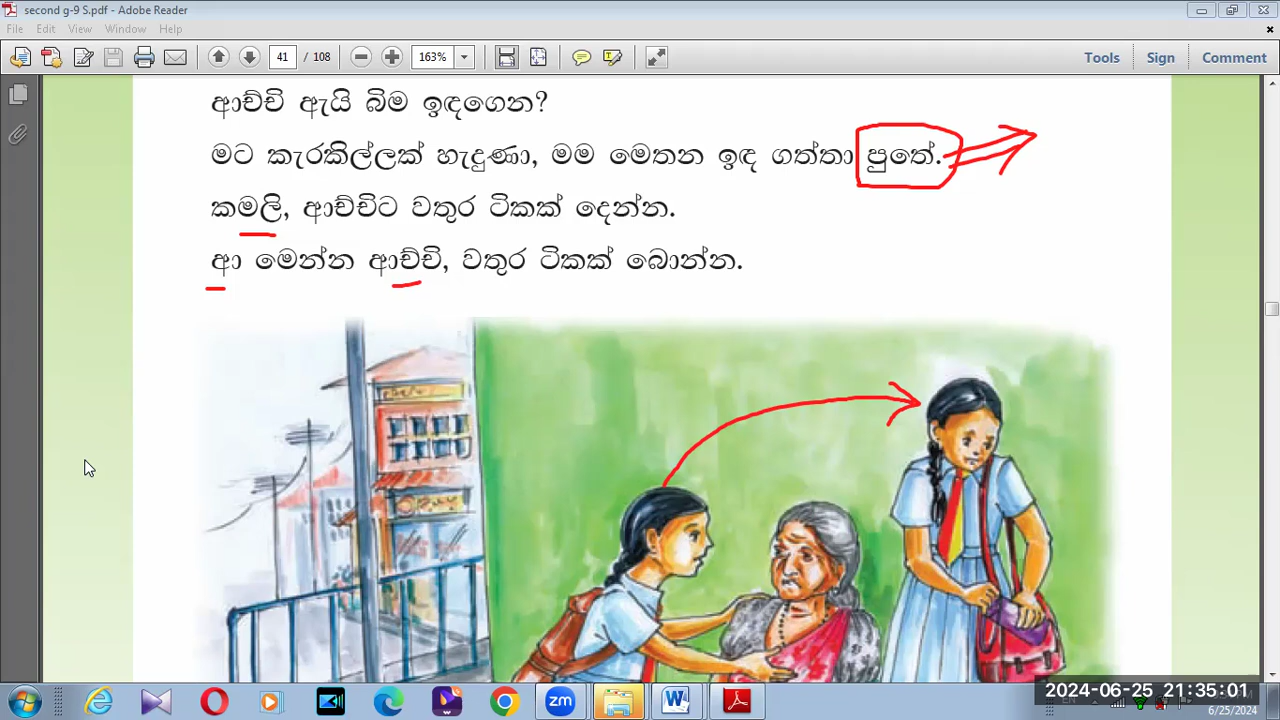 second g-9 S.pdf - Adobe Reader
File Edit View Window Help
41 / 108 163% Tools Sign Comment
ආච්චි ඇයි බිම ඉඳගෙන?
මට කැරකිල්ලක් හැදුණා, මම මෙතන ඉඳ ගත්තා පුතේ.
කමලි, ආච්චිට වතුර ටිකක් දෙන්න.
ආ මෙන්න ආච්චි, වතුර ටිකක් බොන්න.
zm W
2024-06-25 21:35:01
6/25/2024